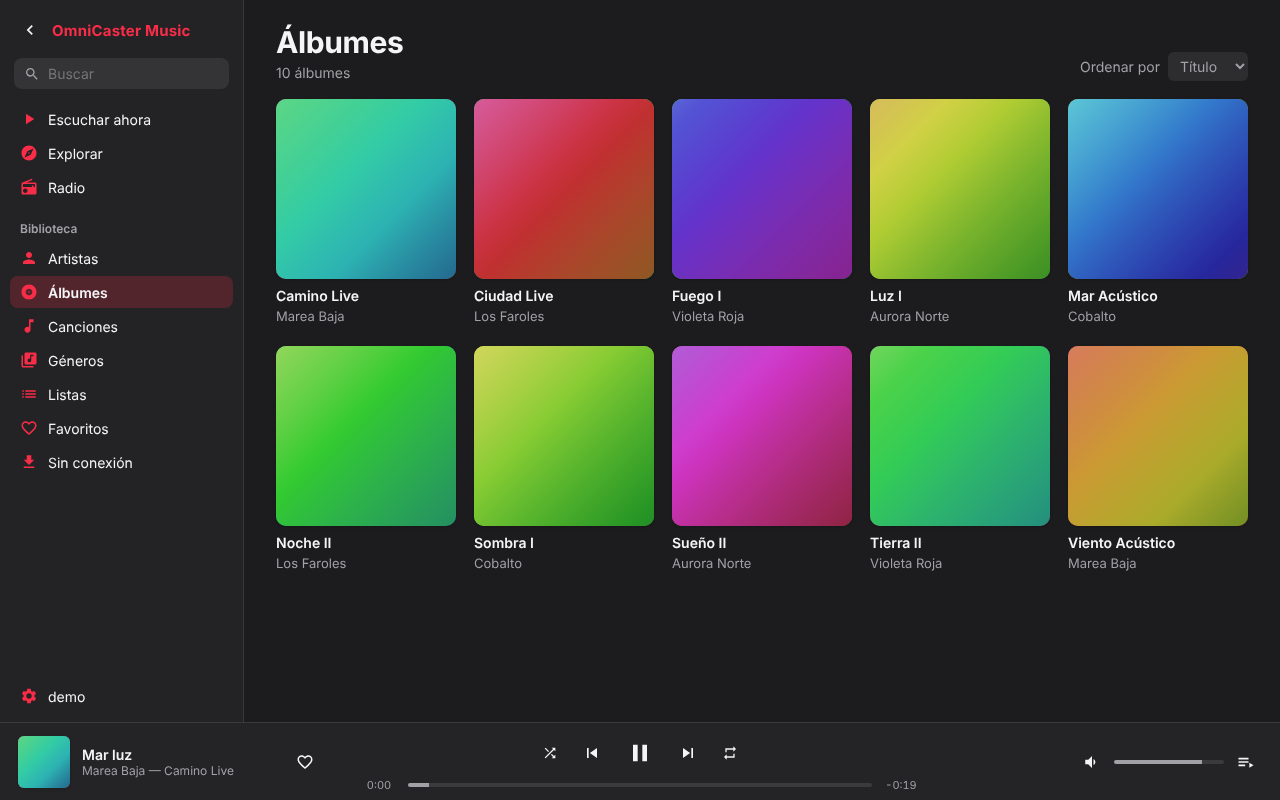 OmniCaster Music
Buscar
Escuchar ahora
Explorar
Radio
Biblioteca
Artistas
Álbumes
Canciones
Géneros
Listas
Favoritos
Sin conexión
demo
Álbumes
10 álbumes
Ordenar por Título
Camino Live
Marea Baja
Ciudad Live
Los Faroles
Fuego I
Violeta Roja
Luz I
Aurora Norte
Mar Acústico
Cobalto
Noche II
Los Faroles
Sombra I
Cobalto
Sueño II
Aurora Norte
Tierra II
Violeta Roja
Viento Acústico
Marea Baja
Mar luz
Marea Baja — Camino Live
0:00
-0:19